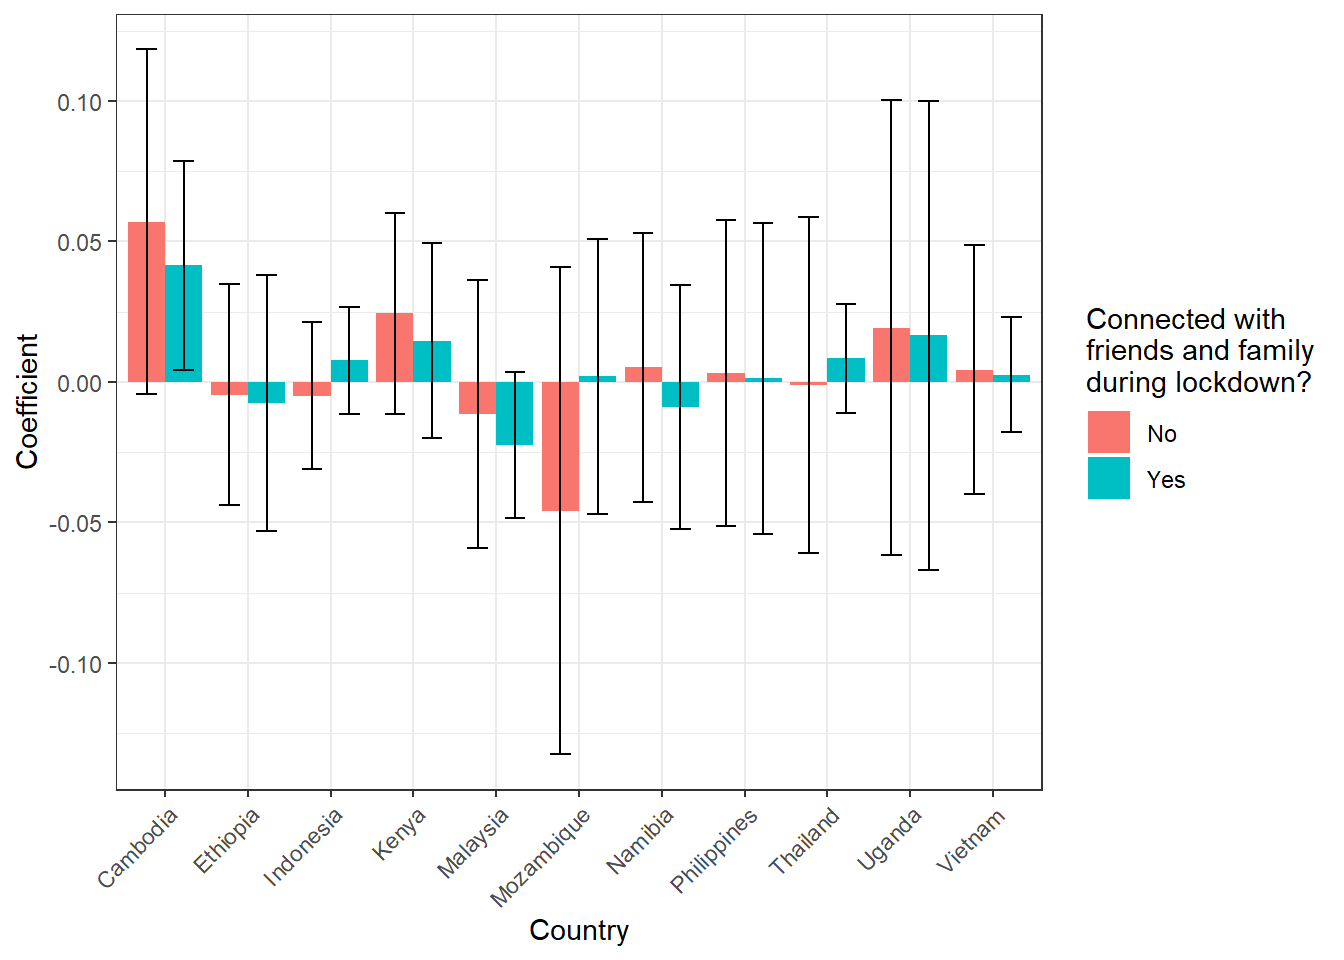 0.10
0.05
0.00
-0.05
-0.10
Coefficient
Cambodia
Ethiopia
Indonesia
Kenya
Malaysia
Mozambique
Namibia
Philippines
Thailand
Uganda
Vietnam
Country
Connected with
friends and family
during lockdown?
No
Yes